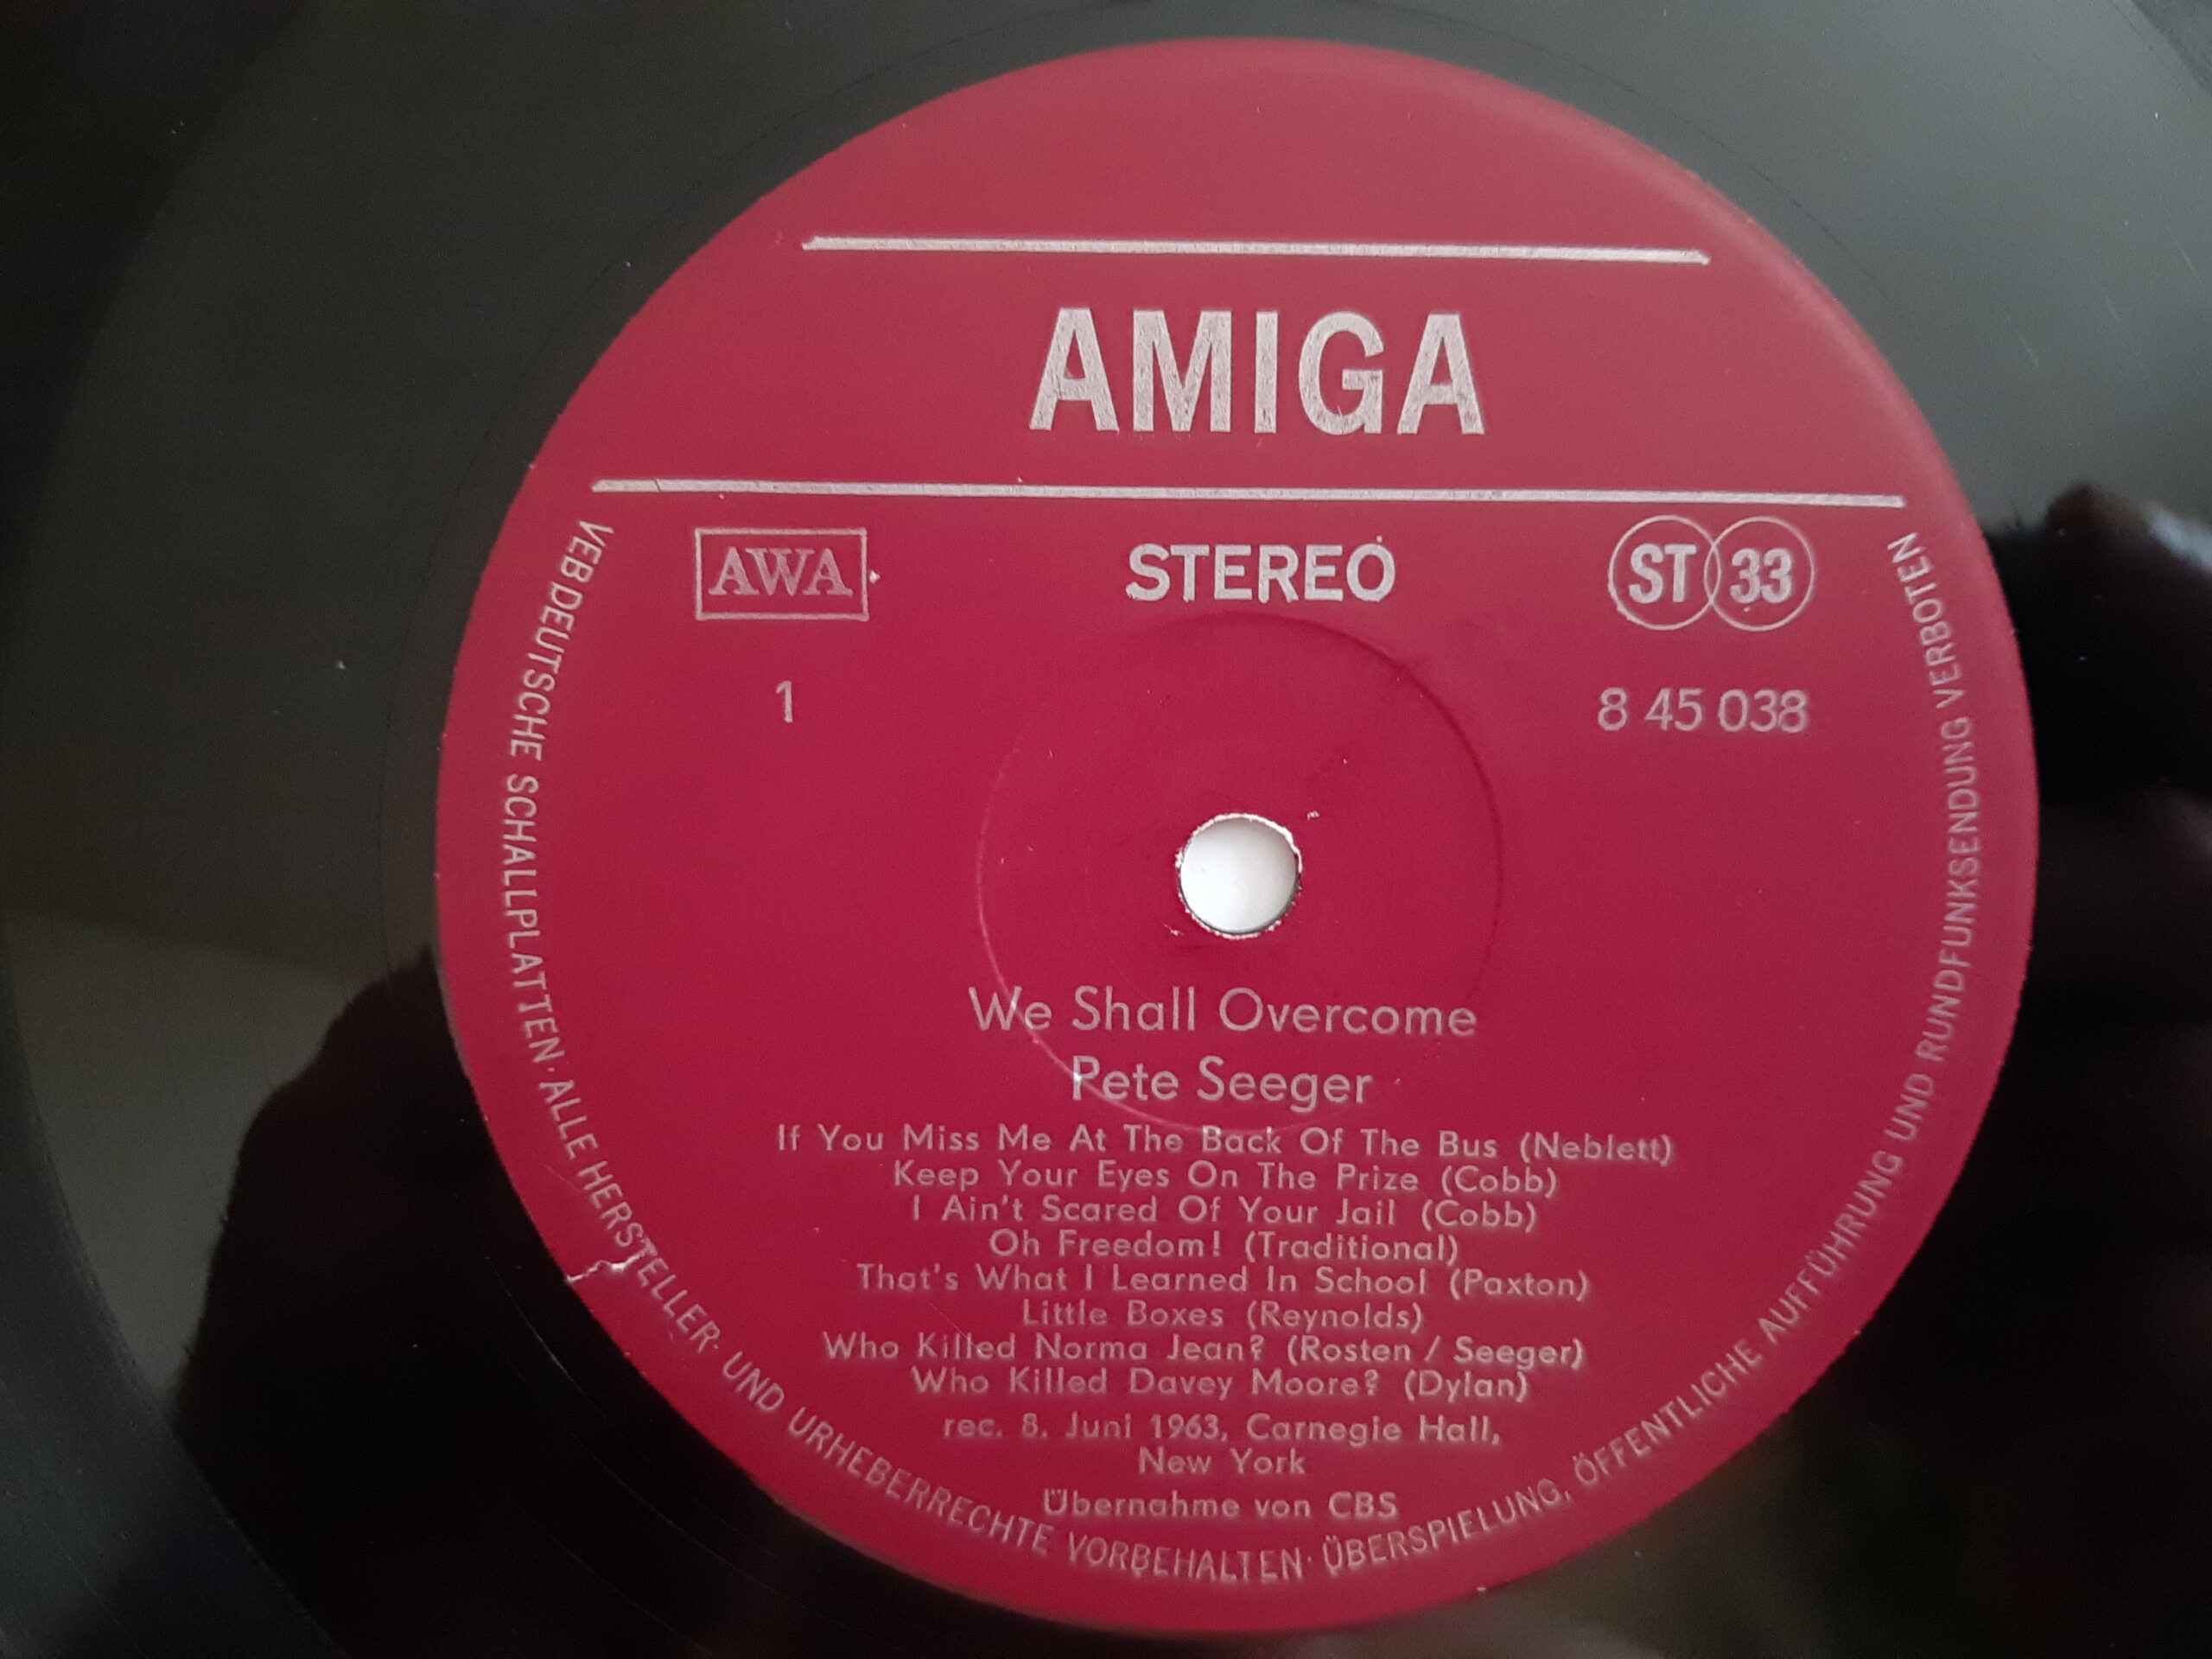 AMIGA
AWA
STEREO
ST 33
1
8 45 038
We Shall Overcome
Pete Seeger
If You Miss Me At The Back Of The Bus (Neblett)
Keep Your Eyes On The Prize (Cobb)
I Ain't Scared Of Your Jail (Cobb)
Oh Freedom! (Traditional)
That's What I Learned In School (Paxton)
Little Boxes (Reynolds)
Who Killed Norma Jean? (Rosten / Seeger)
Who Killed Davey Moore? (Dylan)
rec. 8. Juni 1963, Carnegie Hall,
New York
Übernahme von CBS
VEB DEUTSCHE SCHALLPLATTEN · ALLE HERSTELLER- UND URHEBERRECHTE VORBEHALTEN · ÜBERSPIELUNG, ÖFFENTLICHE AUFFÜHRUNG UND RUNDFUNKSENDUNG VERBOTEN